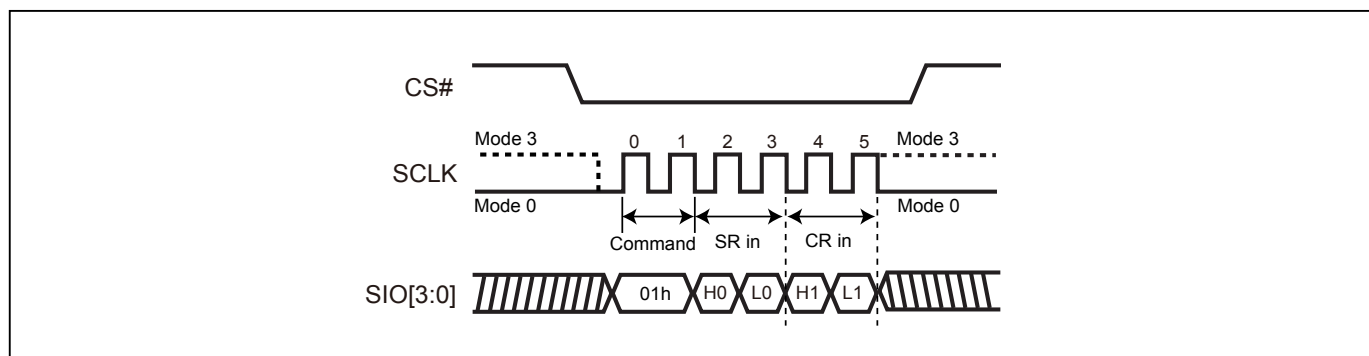 CS#
Mode 3 0 1 2 3 4 5 Mode 3
SCLK
Mode 0 Mode 0
Command SR in CR in
SIO[3:0] 01h H0 L0 H1 L1